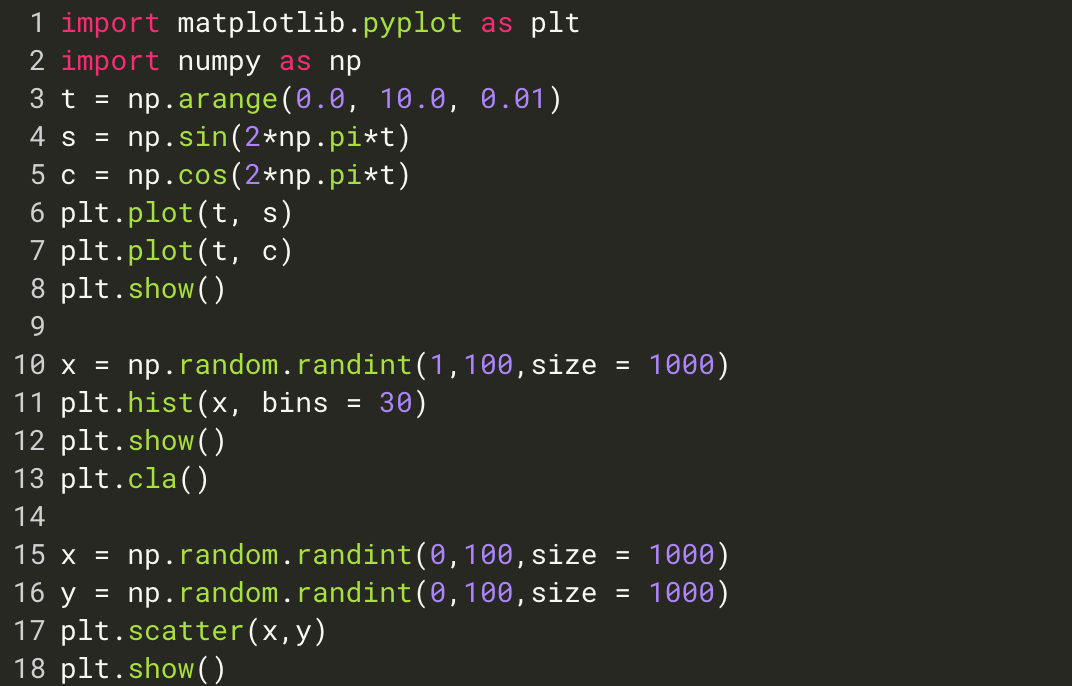 1 import matplotlib.pyplot as plt
2 import numpy as np
3 t = np.arange(0.0, 10.0, 0.01)
4 s = np.sin(2*np.pi*t)
5 c = np.cos(2*np.pi*t)
6 plt.plot(t, s)
7 plt.plot(t, c)
8 plt.show()
9
10 x = np.random.randint(1,100,size = 1000)
11 plt.hist(x, bins = 30)
12 plt.show()
13 plt.cla()
14
15 x = np.random.randint(0,100,size = 1000)
16 y = np.random.randint(0,100,size = 1000)
17 plt.scatter(x,y)
18 plt.show()